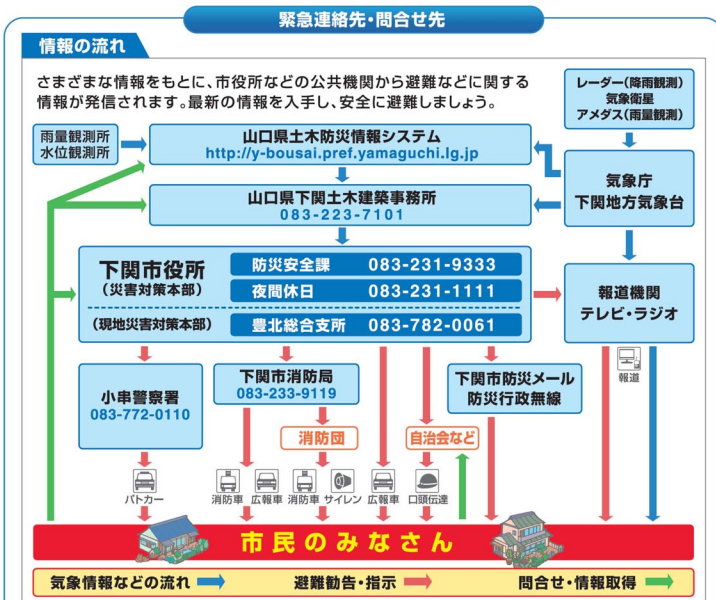 緊急連絡先・問合せ先
情報の流れ
さまざまな情報をもとに、市役所などの公共機関から避難などに関する
情報が発信されます。最新の情報を入手し、安全に避難しましょう。
レーダー(降雨観測)
気象衛星
アメダス(雨量観測)
雨量観測所
水位観測所
山口県土木防災情報システム
http://y-bousai.pref.yamaguchi.lg.jp
気象庁
下関地方気象台
山口県下関土木建築事務所
083-223-7101
下関市役所
(災害対策本部)
防災安全課 083-231-9333
夜間休日 083-231-1111
(現地災害対策本部)
豊北総合支所 083-782-0061
報道機関
テレビ・ラジオ
報道
小串警察署
083-772-0110
下関市消防局
083-233-9119
下関市防災メール
防災行政無線
消防団
自治会など
パトカー
消防車 広報車 消防車 サイレン 広報車 口頭伝達
市民のみなさん
気象情報などの流れ 避難勧告・指示 問合せ・情報取得